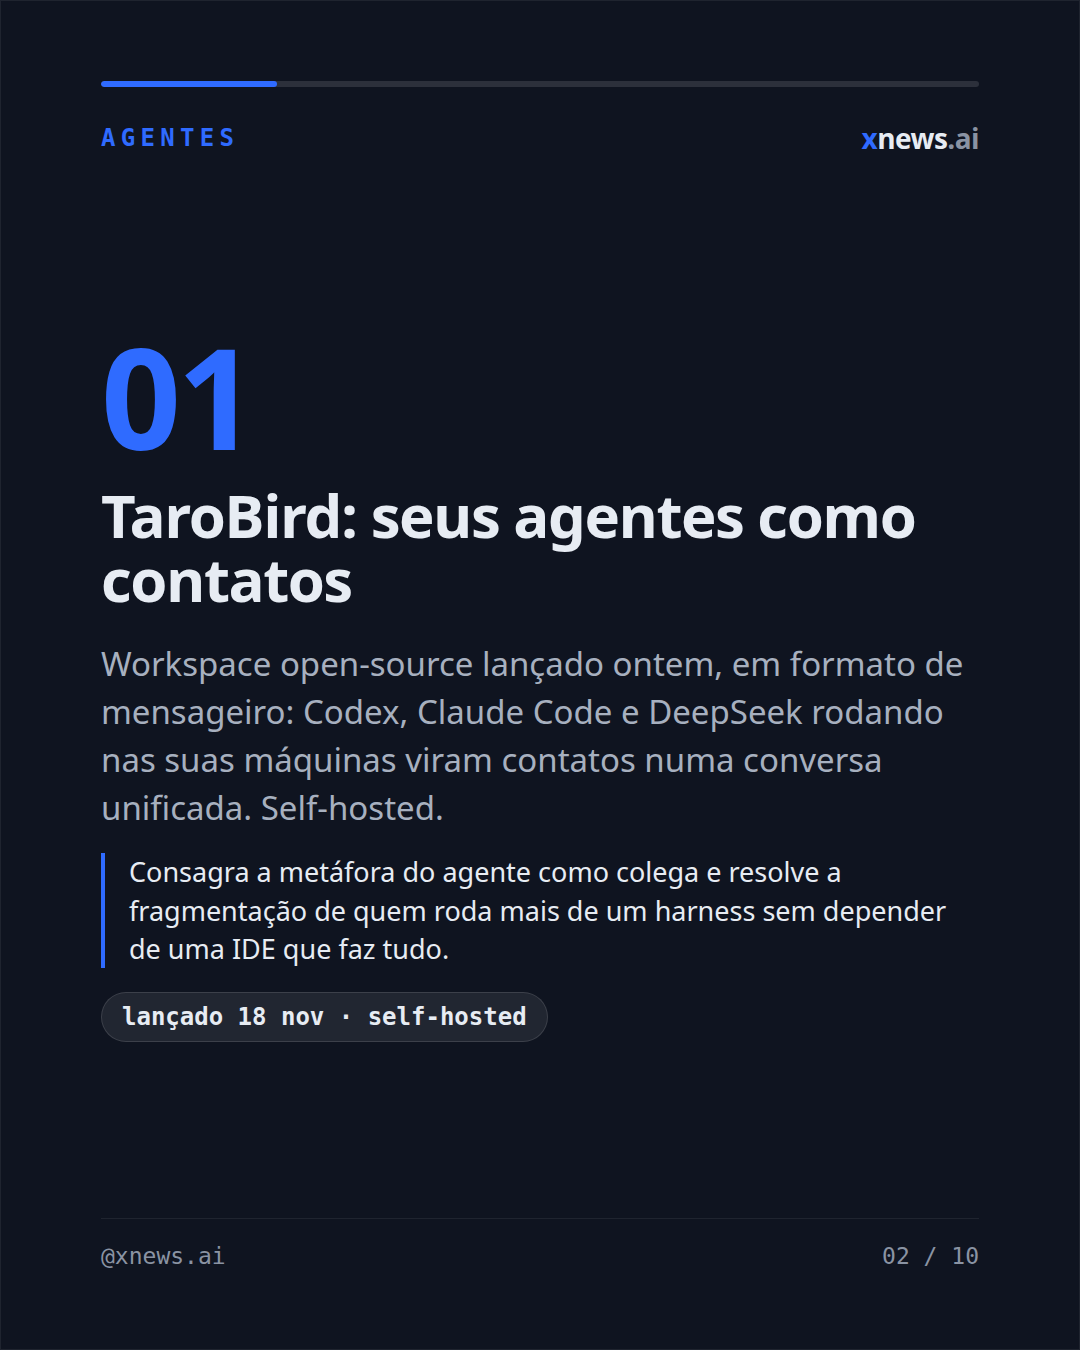 AGENTES
xnews.ai
01
TaroBird: seus agentes como
contatos
Workspace open-source lançado ontem, em formato de
mensageiro: Codex, Claude Code e DeepSeek rodando
nas suas máquinas viram contatos numa conversa
unificada. Self-hosted.
Consagra a metáfora do agente como colega e resolve a
fragmentação de quem roda mais de um harness sem depender
de uma IDE que faz tudo.
lançado 18 nov · self-hosted
@xnews.ai
02 / 10